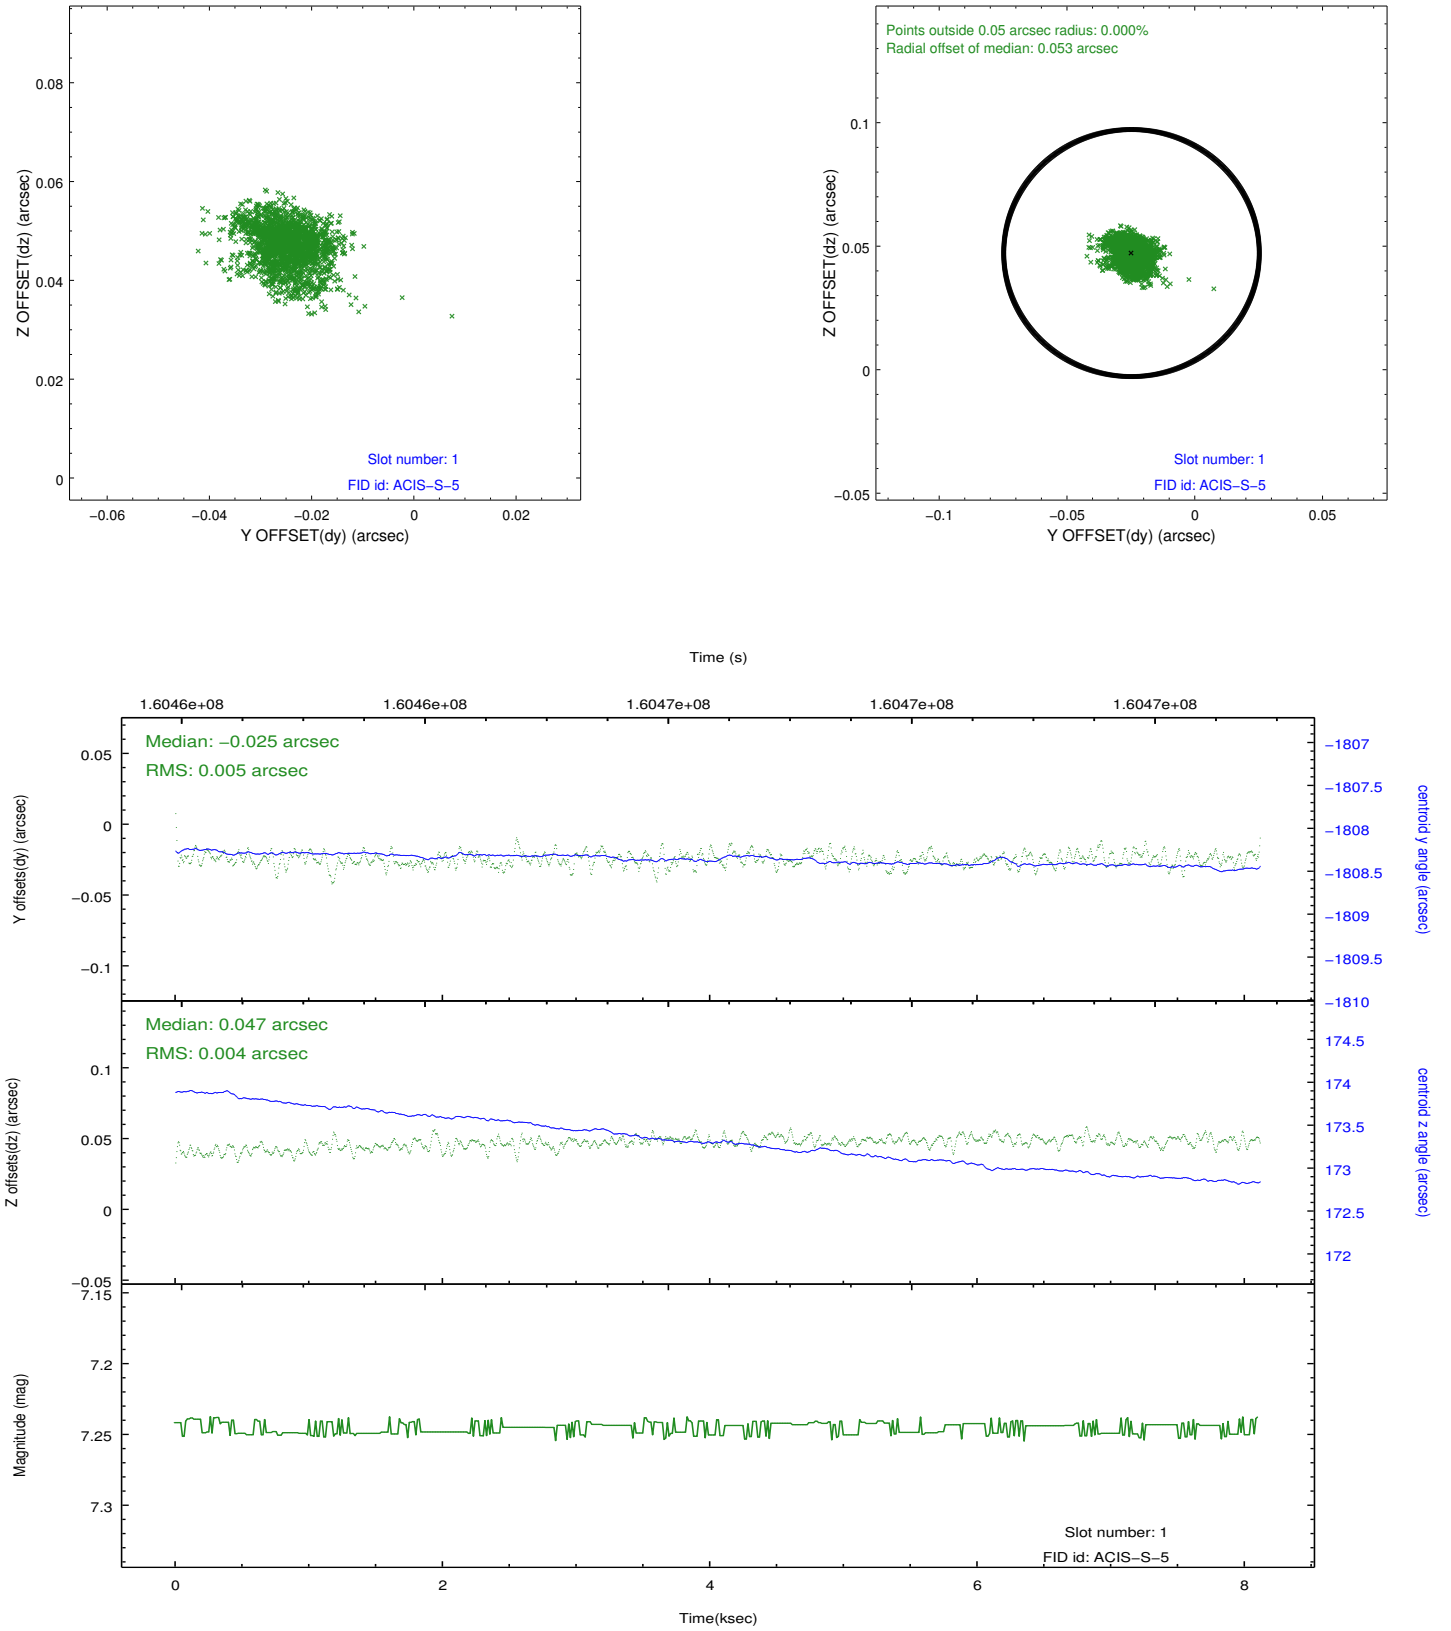 0.08
0.06
0.04
0.02
0
−0.06
−0.04
−0.02
0
0.02
Z OFFSET(dz) (arcsec)
Y OFFSET(dy) (arcsec)
Slot number: 1
FID id: ACIS−S−5
Points outside 0.05 arcsec radius: 0.000%
Radial offset of median: 0.053 arcsec
0.1
0.05
0
−0.05
−0.1
−0.05
0
0.05
Z OFFSET(dz) (arcsec)
Y OFFSET(dy) (arcsec)
Slot number: 1
FID id: ACIS−S−5
Time (s)
1.6046e+08
1.6046e+08
1.6047e+08
1.6047e+08
1.6047e+08
Median: −0.025 arcsec
RMS: 0.005 arcsec
0.05
0
−0.05
−0.1
Y offsets(dy) (arcsec)
−1807
−1807.5
−1808
−1808.5
−1809
−1809.5
−1810
centroid y angle (arcsec)
Median: 0.047 arcsec
RMS: 0.004 arcsec
0.1
0.05
0
−0.05
Z offsets(dz) (arcsec)
174.5
174
173.5
173
172.5
172
centroid z angle (arcsec)
7.15
7.2
7.25
7.3
Magnitude (mag)
Slot number: 1
FID id: ACIS−S−5
0
2
4
6
8
Time(ksec)